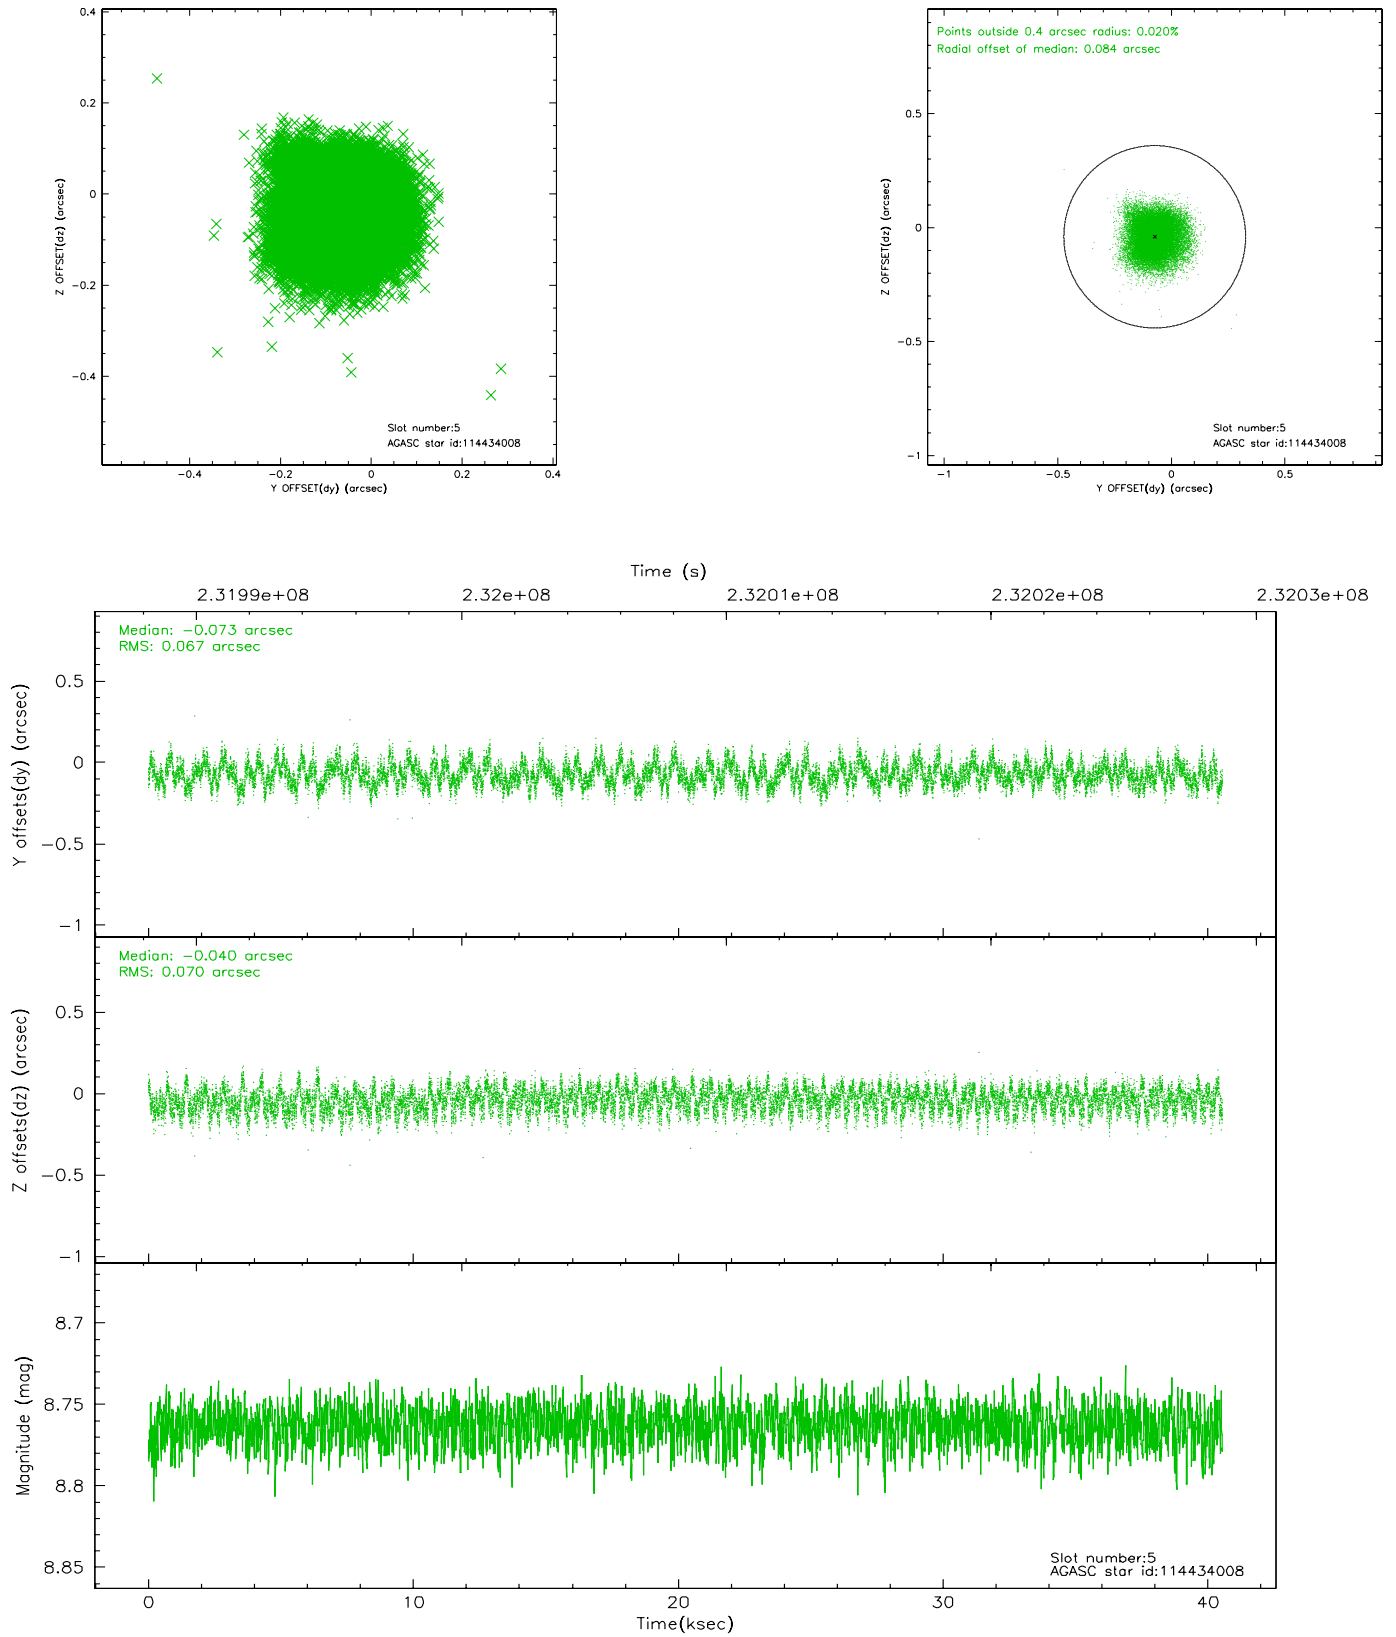 0.4
0.2
0
−0.2
−0.4
Z OFFSET(dz) (arcsec)
Slot number:5
AGASC star id:114434008
−0.4 −0.2 0 0.2 0.4
Y OFFSET(dy) (arcsec)
Points outside 0.4 arcsec radius: 0.020%
Radial offset of median: 0.084 arcsec
0.5
0
−0.5
−1
Z OFFSET(dz) (arcsec)
Slot number:5
AGASC star id:114434008
−1 −0.5 0 0.5
Y OFFSET(dy) (arcsec)
Time (s)
2.3199e+08 2.32e+08 2.3201e+08 2.3202e+08 2.3203e+08
Median: −0.073 arcsec
RMS: 0.067 arcsec
0.5
0
−0.5
−1
Y offsets(dy) (arcsec)
Median: −0.040 arcsec
RMS: 0.070 arcsec
0.5
0
−0.5
−1
Z offsets(dz) (arcsec)
8.7
8.75
8.8
8.85
Magnitude (mag)
Slot number:5
AGASC star id:114434008
0 10 20 30 40
Time(ksec)